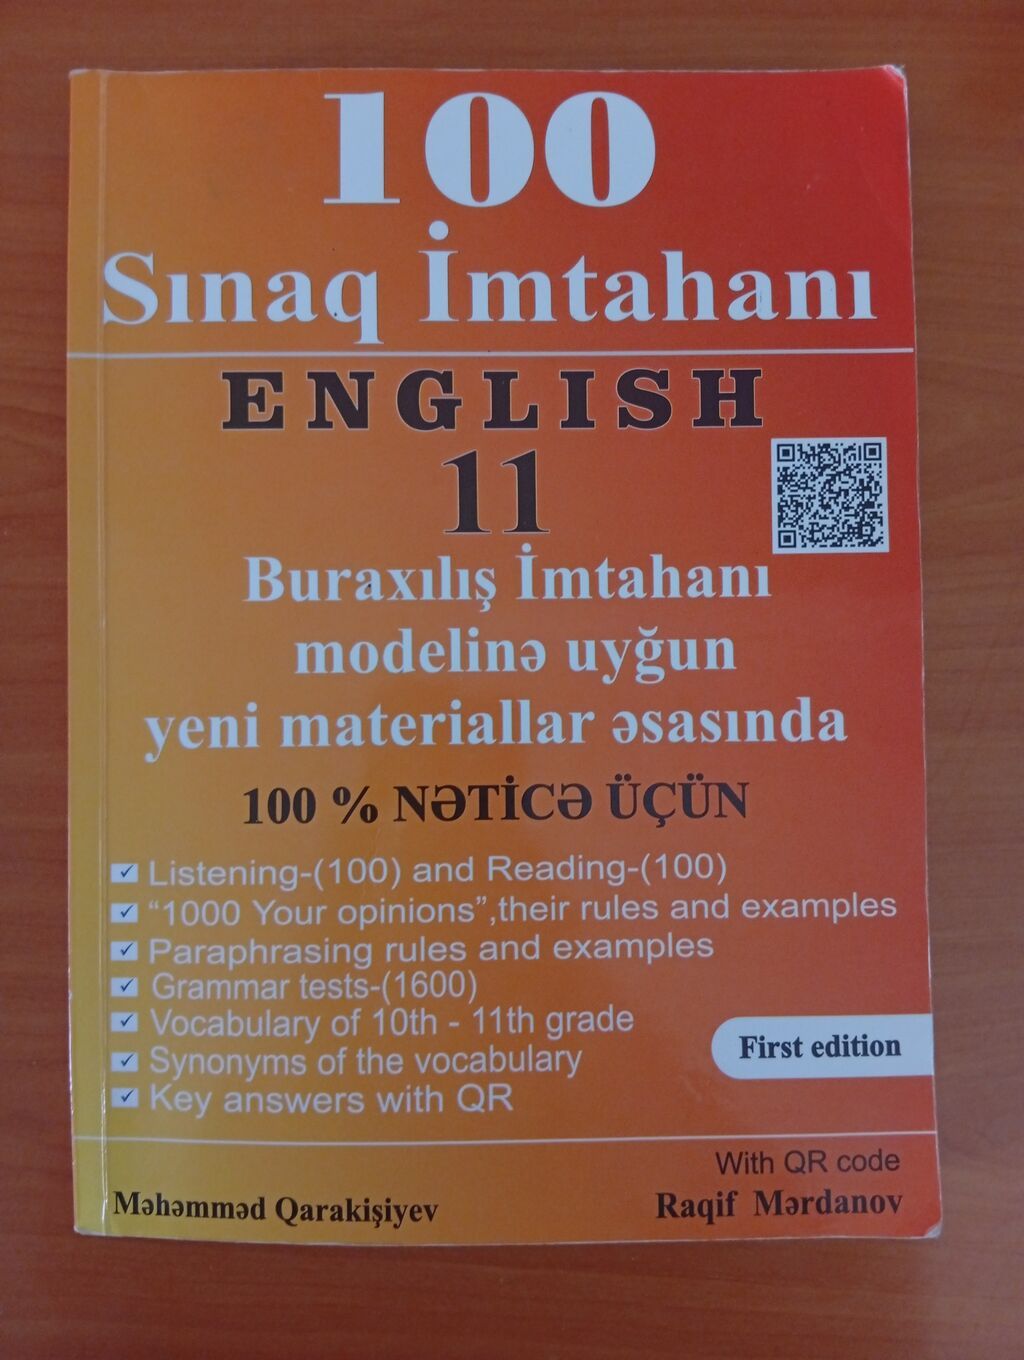 100
Sınaq İmtahanı
ENGLISH
11
Buraxılış İmtahanı
modelinə uyğun
yeni materiallar əsasında
100 % NƏTİCƏ ÜÇÜN
Listening-(100) and Reading-(100)
“1000 Your opinions”,their rules and examples
Paraphrasing rules and examples
Grammar tests-(1600)
Vocabulary of 10th - 11th grade
Synonyms of the vocabulary
Key answers with QR
First edition
With QR code
Məhəmməd Qarakişiyev
Raqif Mərdanov